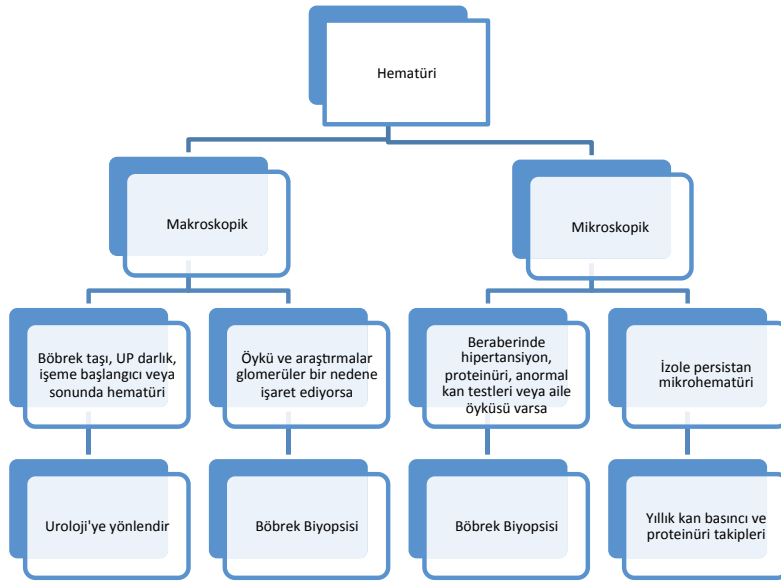 Hematüri
Makroskopik
Mikroskopik
Böbrek taşı, UP darlık,
işeme başlangıcı veya
sonunda hematüri
Öykü ve araştırmalar
glomerüler bir nedene
işaret ediyorsa
Beraberinde
hipertansiyon,
proteinüri, anormal
kan testleri veya aile
öyküsü varsa
İzole persistan
mikrohematüri
Uroloji'ye yönlendir
Böbrek Biyopsisi
Böbrek Biyopsisi
Yıllık kan basıncı ve
proteinüri takipleri